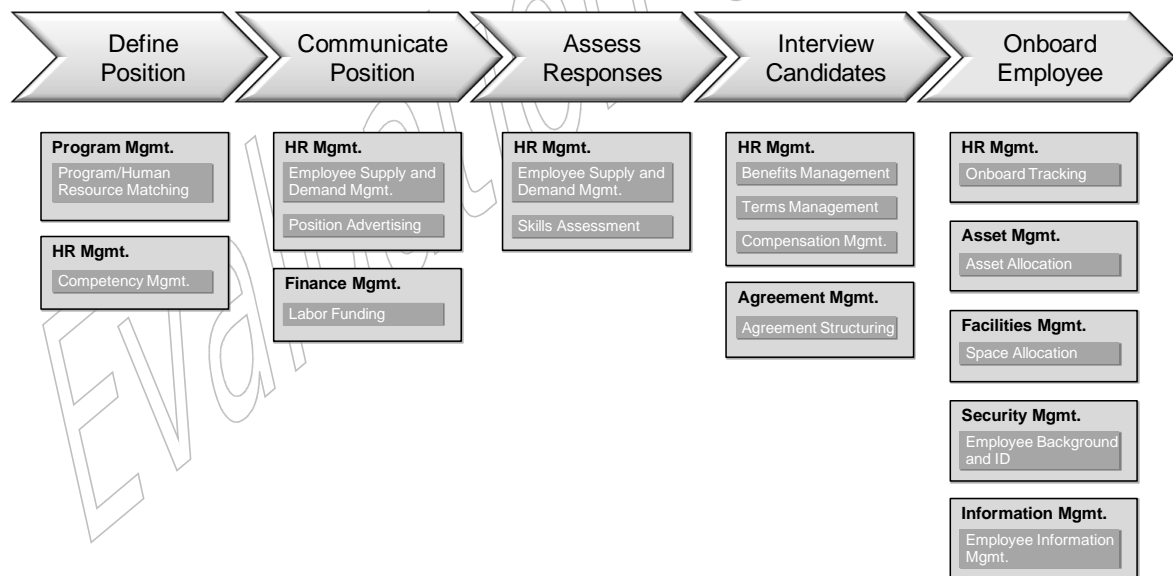 Define
Position
Communicate
Position
Assess
Responses
Interview
Candidates
Onboard
Employee
Program Mgmt.
Program/Human
Resource Matching
HR Mgmt.
Competency Mgmt.
HR Mgmt.
Employee Supply and
Demand Mgmt.
Position Advertising
Finance Mgmt.
Labor Funding
HR Mgmt.
Employee Supply and
Demand Mgmt.
Skills Assessment
HR Mgmt.
Benefits Management
Terms Management
Compensation Mgmt.
Agreement Mgmt.
Agreement Structuring
HR Mgmt.
Onboard Tracking
Asset Mgmt.
Asset Allocation
Facilities Mgmt.
Space Allocation
Security Mgmt.
Employee Background
and ID
Information Mgmt.
Employee Information
Mgmt.